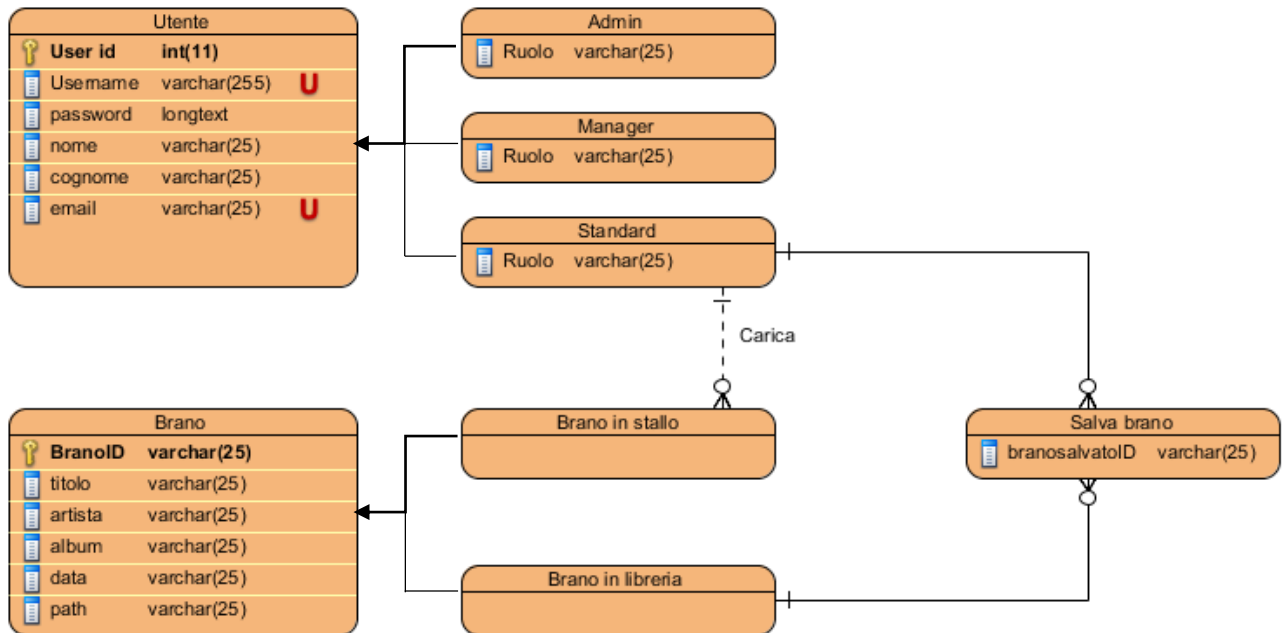 Utente
User id int(11)
Username varchar(255) U
password longtext
nome varchar(25)
cognome varchar(25)
email varchar(25) U
Admin
Ruolo varchar(25)
Manager
Ruolo varchar(25)
Standard
Ruolo varchar(25)
Carica
Brano
BranoID varchar(25)
titolo varchar(25)
artista varchar(25)
album varchar(25)
data varchar(25)
path varchar(25)
Brano in stallo
Brano in libreria
Salva brano
branosalvatoID varchar(25)